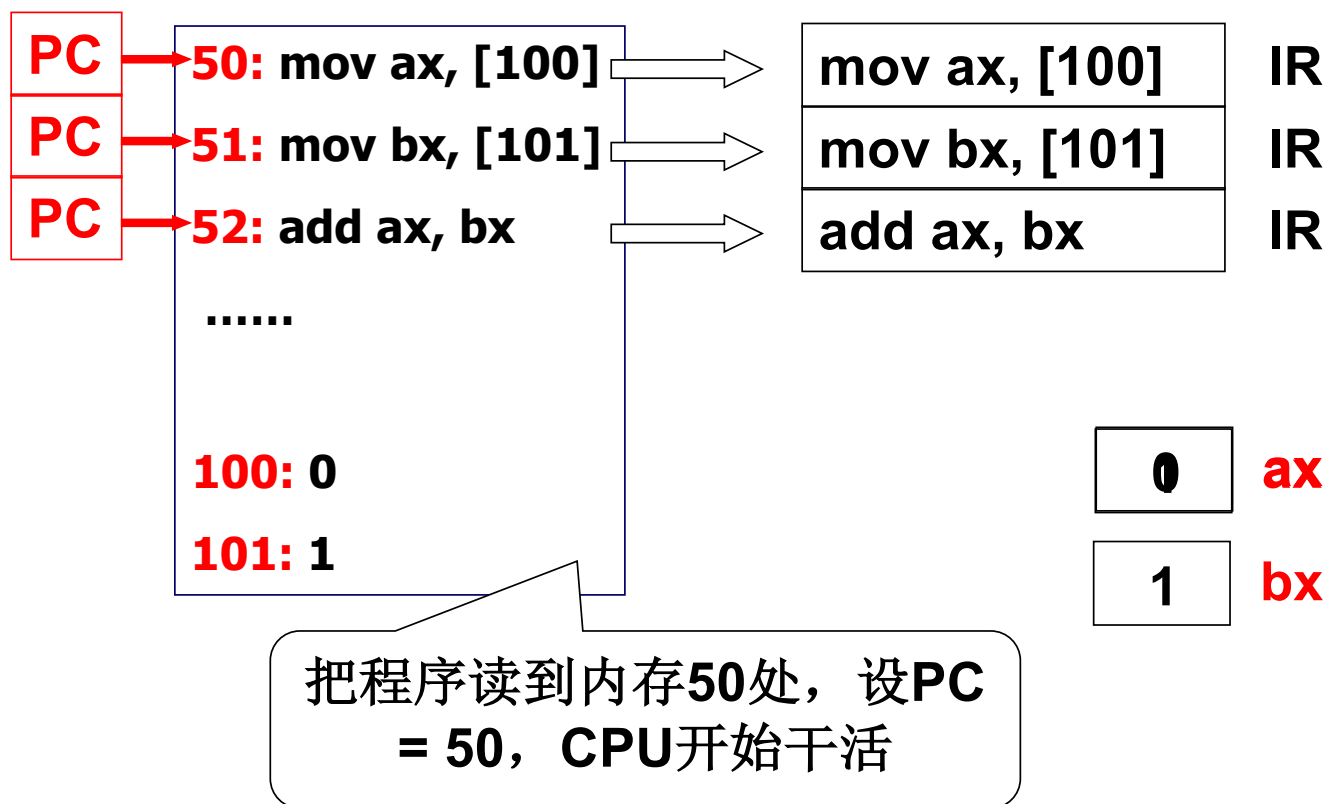 PC 50: mov ax, [100] mov ax, [100] IR
PC 51: mov bx, [101] mov bx, [101] IR
PC 52: add ax, bx add ax, bx IR
......
100: 0 ax
101: 1
1 bx
把程序读到内存50处，设PC
= 50，CPU开始干活